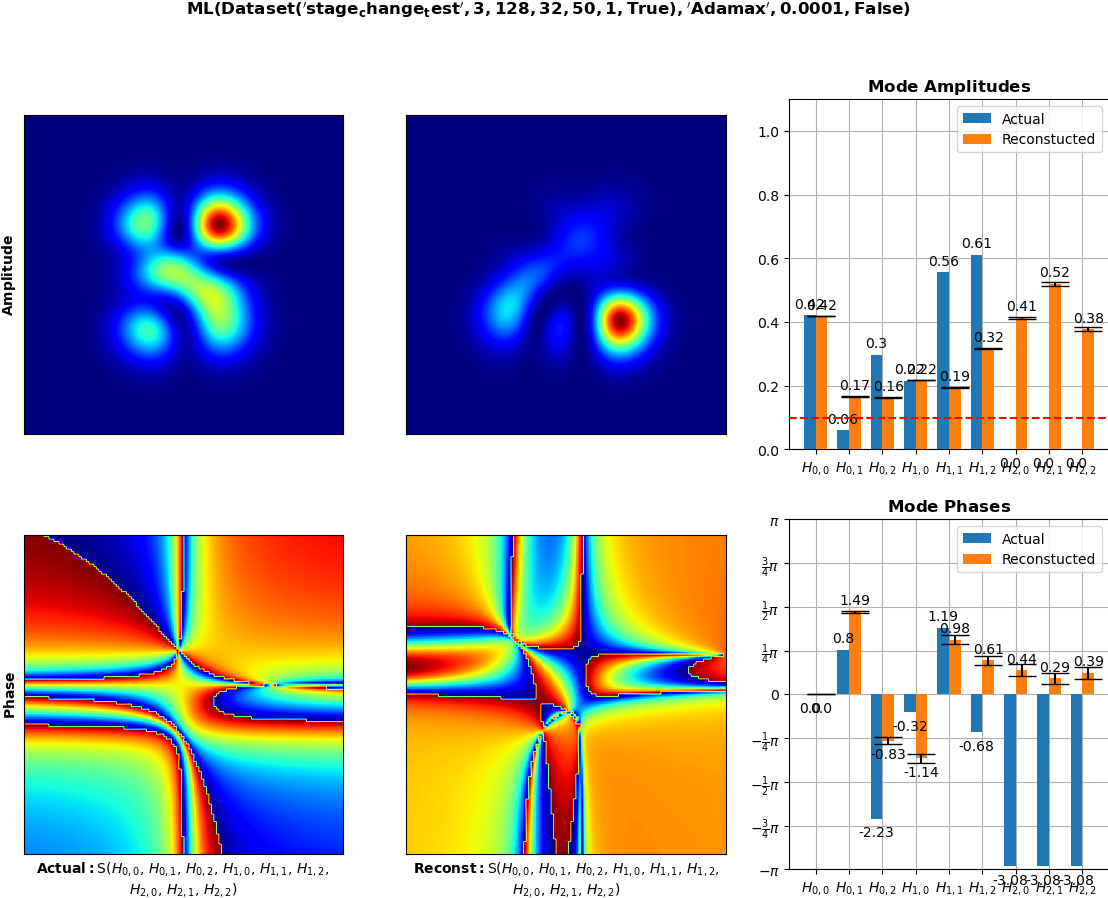 ML(Dataset('stage_change_test', 3, 128, 32, 50, 1, True), 'Adamax', 0.0001, False)
Amplitude
Mode Amplitudes
Actual
Reconstucted
1.0
0.8
0.6
0.4
0.2
0.0
0.42 0.42
0.06 0.17
0.3 0.16
0.22 0.22
0.56 0.19
0.61 0.32
0.0 0.41
0.0 0.52
0.0 0.38
H0,0 H0,1 H0,2 H1,0 H1,1 H1,2 H2,0 H2,1 H2,2
Phase
Actual: S(H0,0, H0,1, H0,2, H1,0, H1,1, H1,2,
H2,0, H2,1, H2,2)
Reconst: S(H0,0, H0,1, H0,2, H1,0, H1,1, H1,2,
H2,0, H2,1, H2,2)
Mode Phases
Actual
Reconstucted
π
3/4π
1/2π
1/4π
0
−1/4π
−1/2π
−3/4π
−π
0.0 0.0
0.8 1.49
-2.23 -0.83
-0.32 -1.14
1.19 0.98
-0.68 0.61
-3.08 0.44
-3.08 0.29
-3.08 0.39
H0,0 H0,1 H0,2 H1,0 H1,1 H1,2 H2,0 H2,1 H2,2